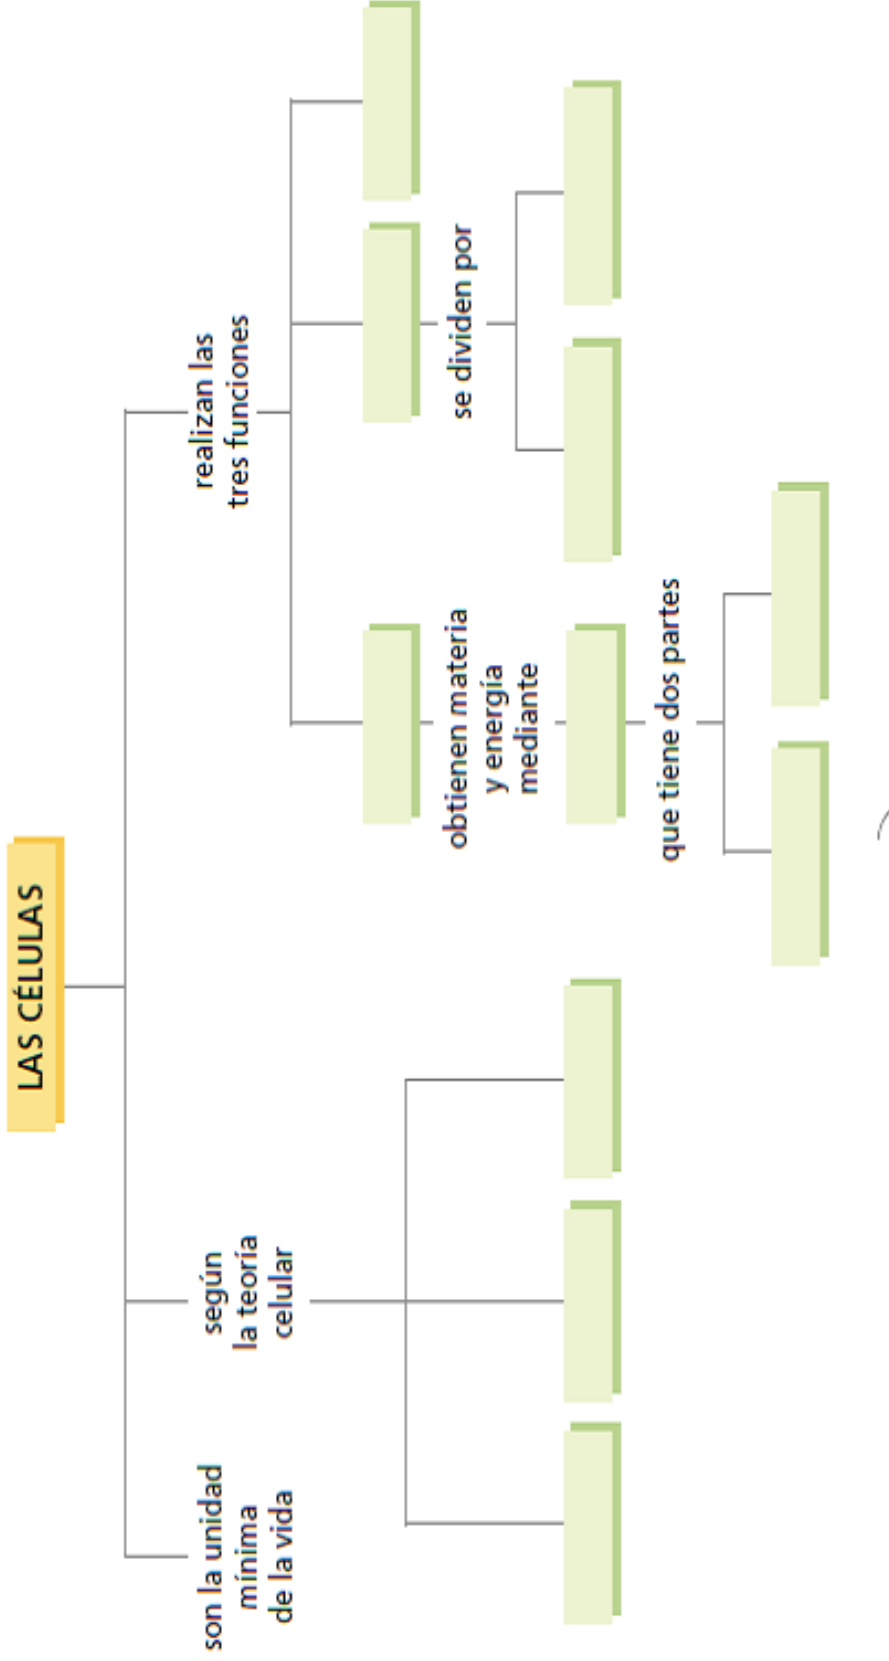 LAS CÉLULAS
son la unidad
mínima
de la vida
según
la teoría
celular
realizan las
tres funciones
obtienen materia
y energía
mediante
se dividen por
que tiene dos partes